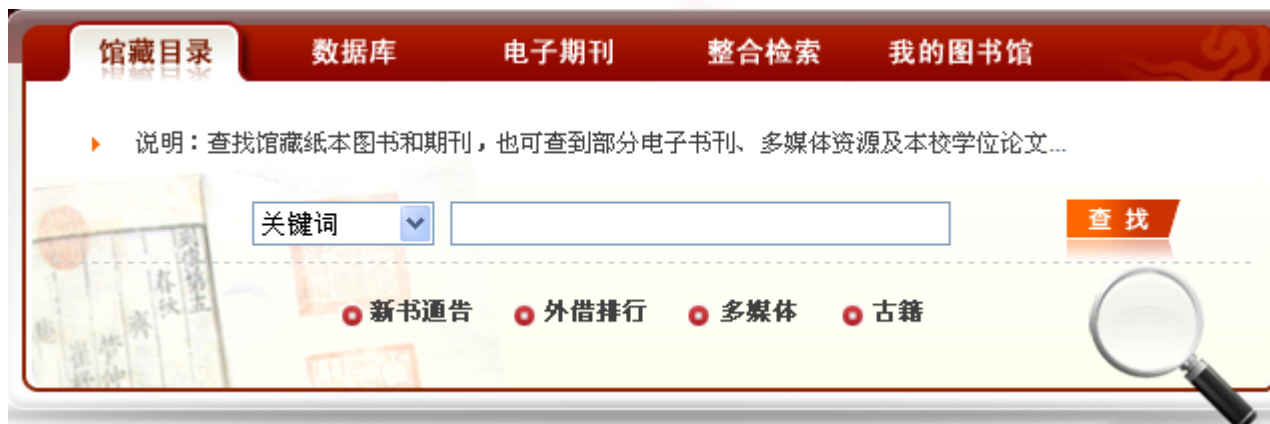 馆藏目录 数据库 电子期刊 整合检索 我的图书馆
说明：查找馆藏纸本图书和期刊，也可查到部分电子书刊、多媒体资源及本校学位论文...
关键词 查找
新书通告 外借排行 多媒体 古籍